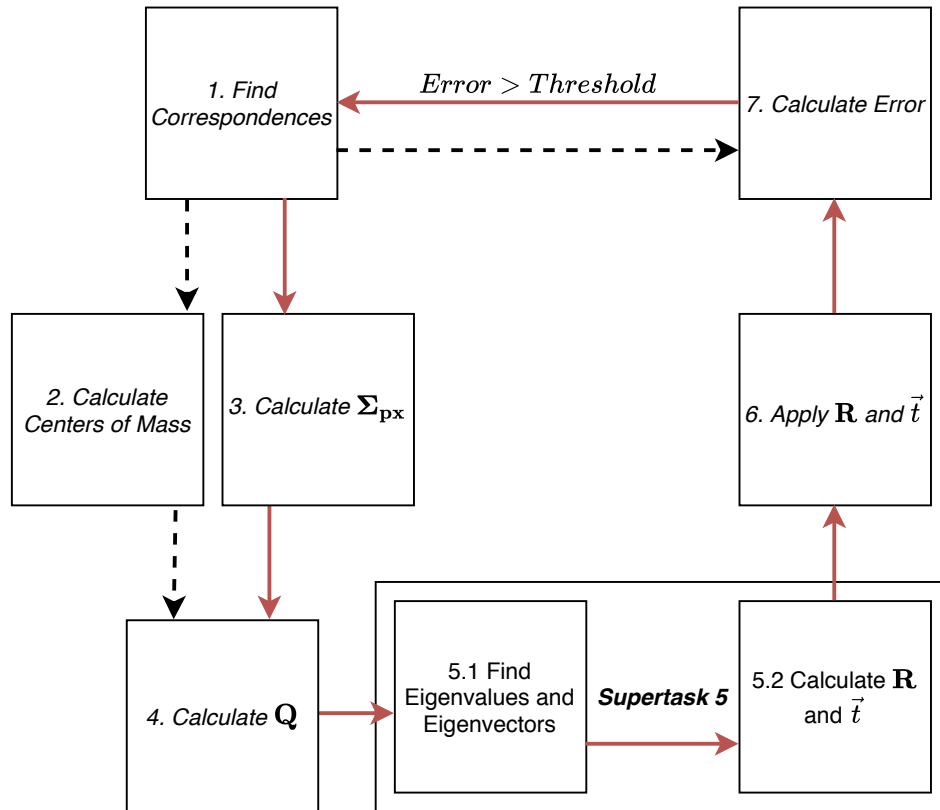 1. Find
Correspondences
Error > Threshold
7. Calculate Error
2. Calculate
Centers of Mass
3. Calculate Σpx
6. Apply R and t⃗
4. Calculate Q
5.1 Find
Eigenvalues and
Eigenvectors
Supertask 5
5.2 Calculate R
and t⃗